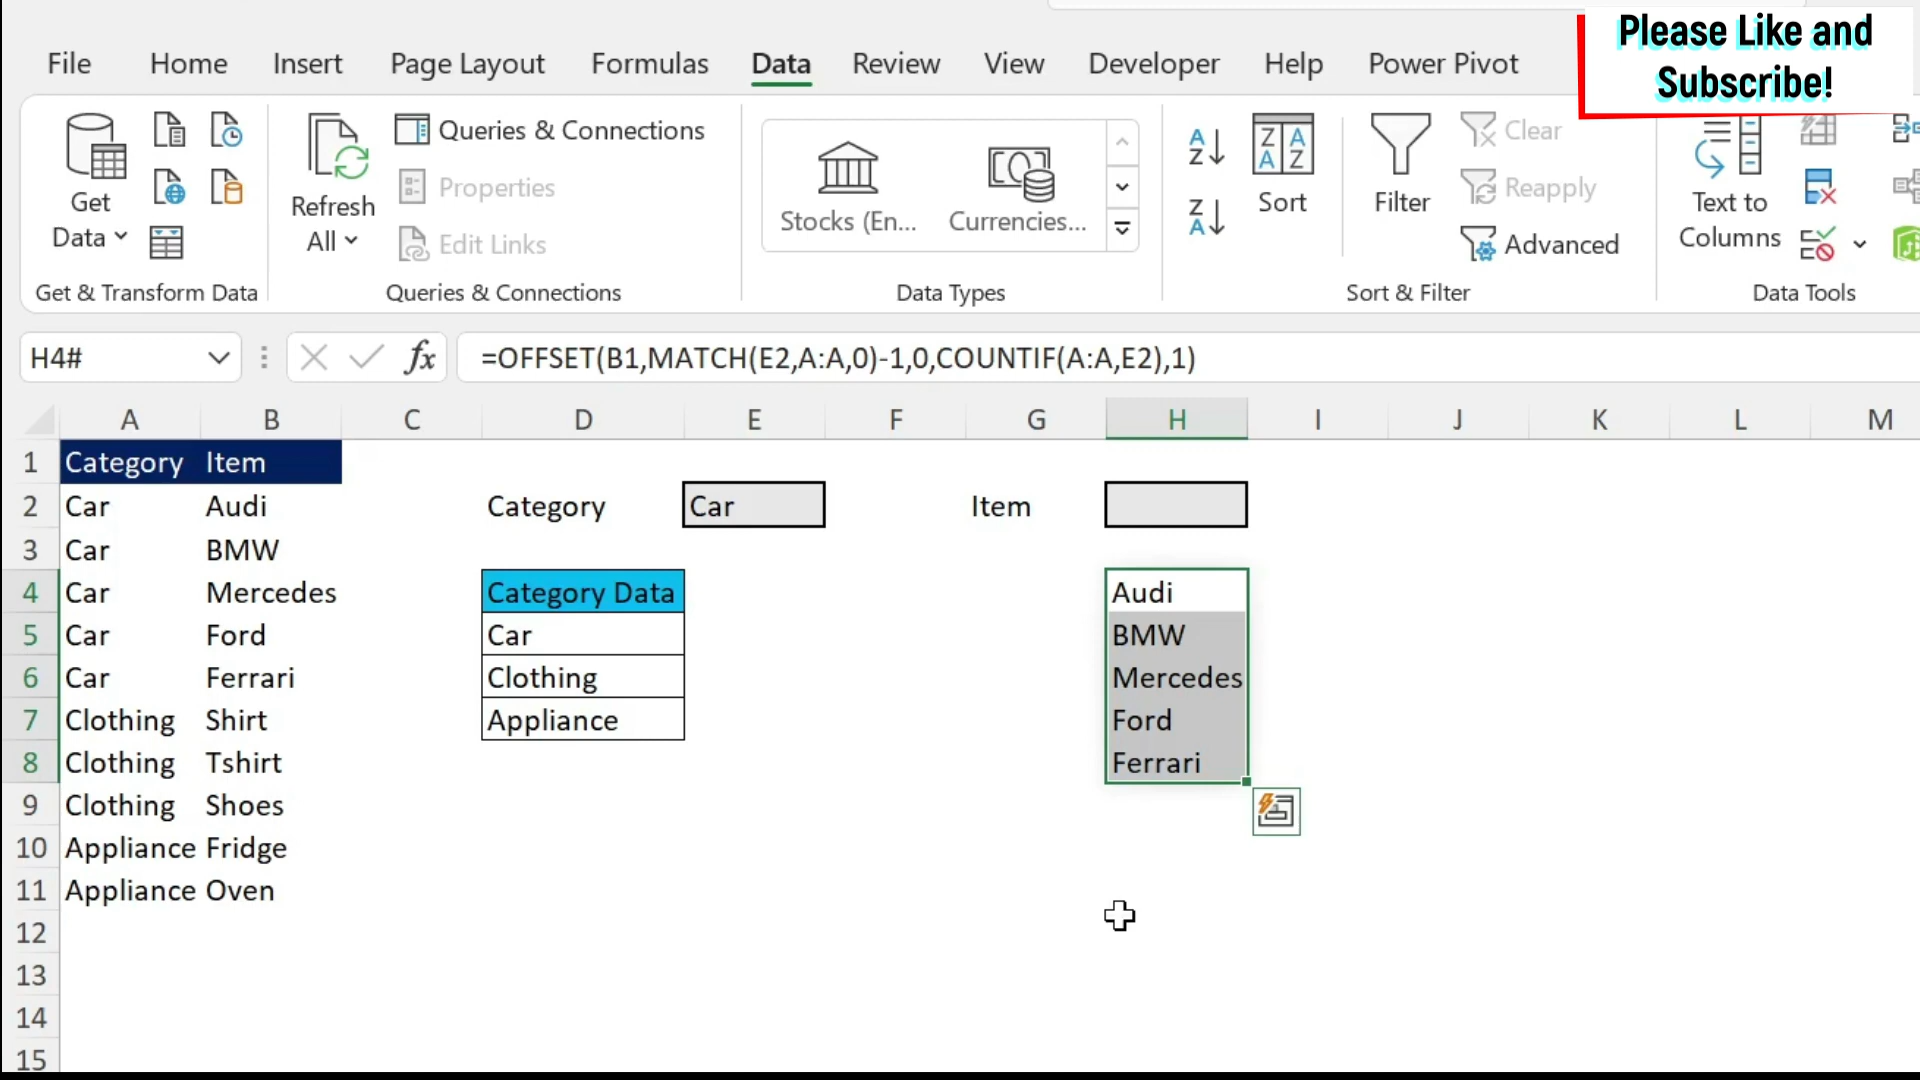 Please Like and
Subscribe!
File Home Insert Page Layout Formulas Data Review View Developer Help Power Pivot
Get
Data
Refresh
All
Queries & Connections
Properties
Edit Links
Stocks (En...
Currencies...
Sort
Filter
Clear
Reapply
Advanced
Text to
Columns
Get & Transform Data
Queries & Connections
Data Types
Sort & Filter
Data Tools
H4# fx =OFFSET(B1,MATCH(E2,A:A,0)-1,0,COUNTIF(A:A,E2),1)
A B C D E F G H I J K L M
1 Category Item
2 Car Audi Category Car Item
3 Car BMW
4 Car Mercedes Category Data Audi
5 Car Ford Car BMW
6 Car Ferrari Clothing Mercedes
7 Clothing Shirt Appliance Ford
8 Clothing Tshirt Ferrari
9 Clothing Shoes
10 Appliance Fridge
11 Appliance Oven
12
13
14
15